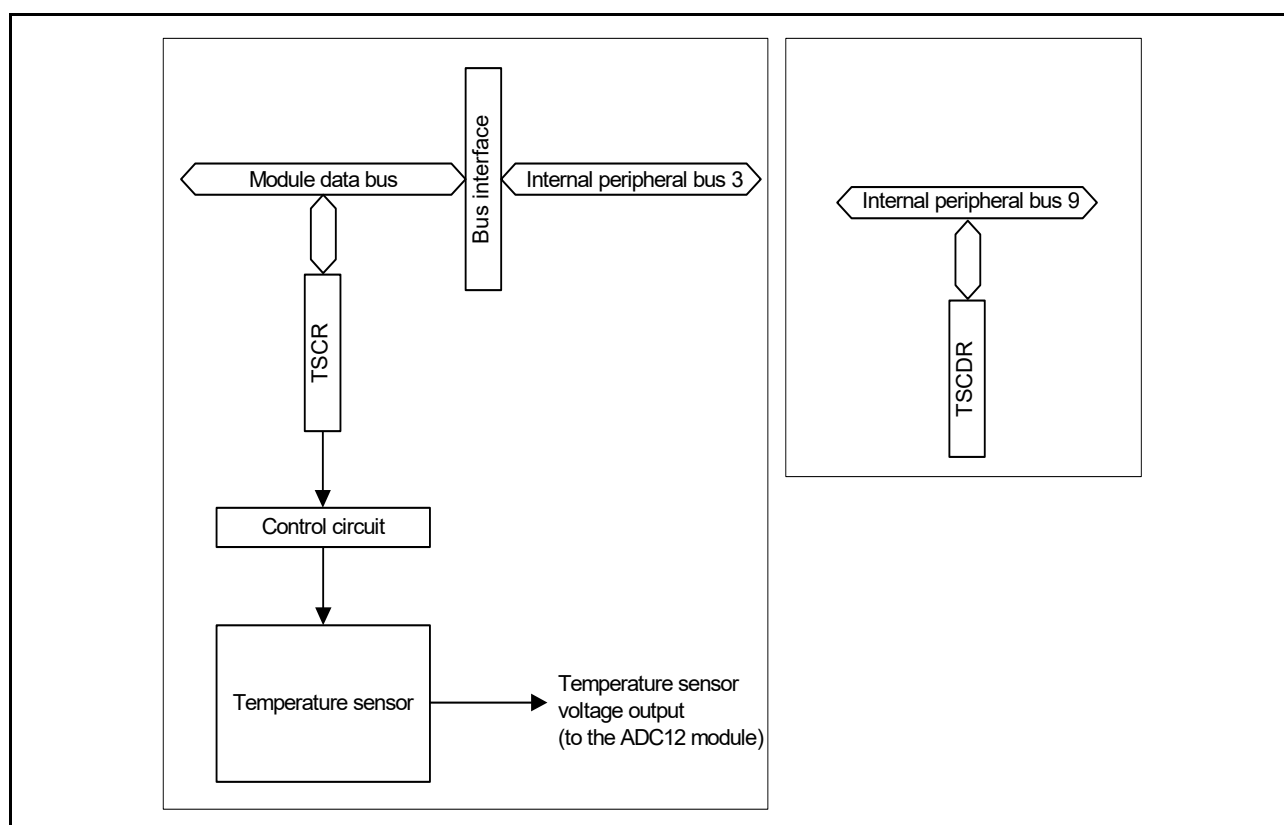 Module data bus
Bus interface
Internal peripheral bus 3
TSCR
Control circuit
Temperature sensor
Temperature sensor
voltage output
(to the ADC12 module)
Internal peripheral bus 9
TSCDR